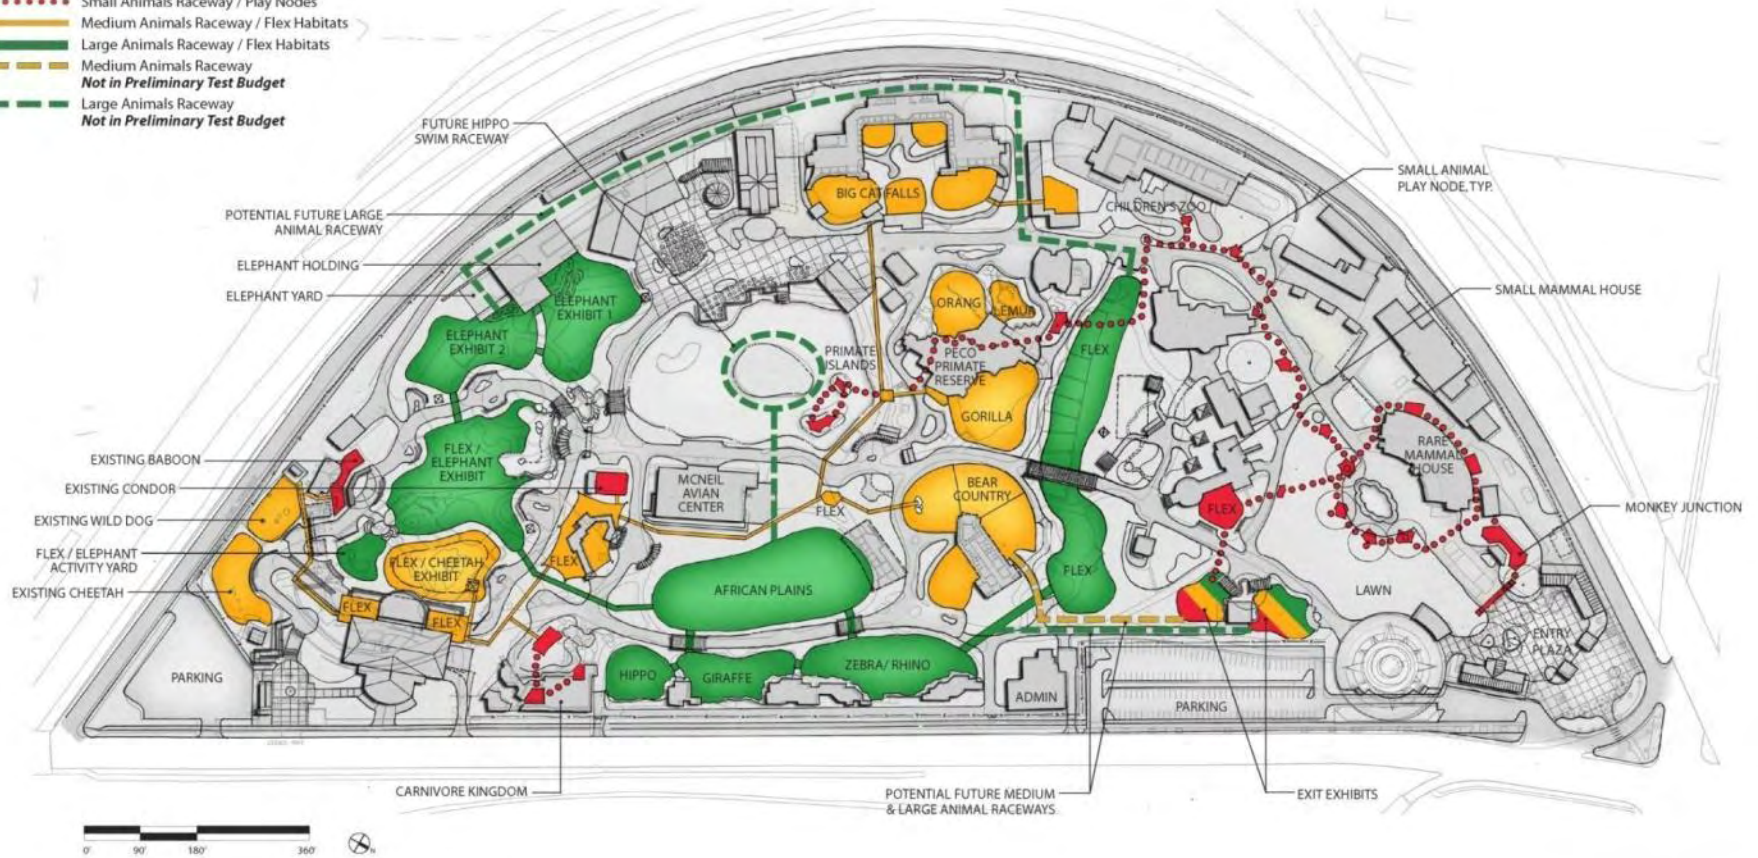 Small Animals Raceway / Play Nodes
Medium Animals Raceway / Flex Habitats
Large Animals Raceway / Flex Habitats
Medium Animals Raceway
Not in Preliminary Test Budget
Large Animals Raceway
Not in Preliminary Test Budget
FUTURE HIPPO
SWIM RACEWAY
POTENTIAL FUTURE LARGE
ANIMAL RACEWAY
ELEPHANT HOLDING
ELEPHANT YARD
EXISTING BABOON
EXISTING CONDOR
EXISTING WILD DOG
FLEX / ELEPHANT
ACTIVITY YARD
EXISTING CHEETAH
BIG CAT FALLS
CHILDREN'S ZOO
SMALL ANIMAL
PLAY NODE, TYP.
SMALL MAMMAL HOUSE
ELEPHANT
EXHIBIT 1
ELEPHANT
EXHIBIT 2
ORANG
LEMUR
PRIMATE
ISLANDS
PECO
PRIMATE
RESERVE
FLEX
GORILLA
FLEX /
ELEPHANT
EXHIBIT
RARE
MAMMAL
HOUSE
MCNEIL
AVIAN
CENTER
BEAR
COUNTRY
FLEX
FLEX
MONKEY JUNCTION
FLEX
FLEX / CHEETAH
EXHIBIT
FLEX
AFRICAN PLAINS
LAWN
FLEX
FLEX
ENTRY
PLAZA
PARKING
HIPPO
GIRAFFE
ZEBRA/ RHINO
ADMIN
PARKING
CARNIVORE KINGDOM
POTENTIAL FUTURE MEDIUM
& LARGE ANIMAL RACEWAYS
EXIT EXHIBITS
0' 90' 180' 360'
N